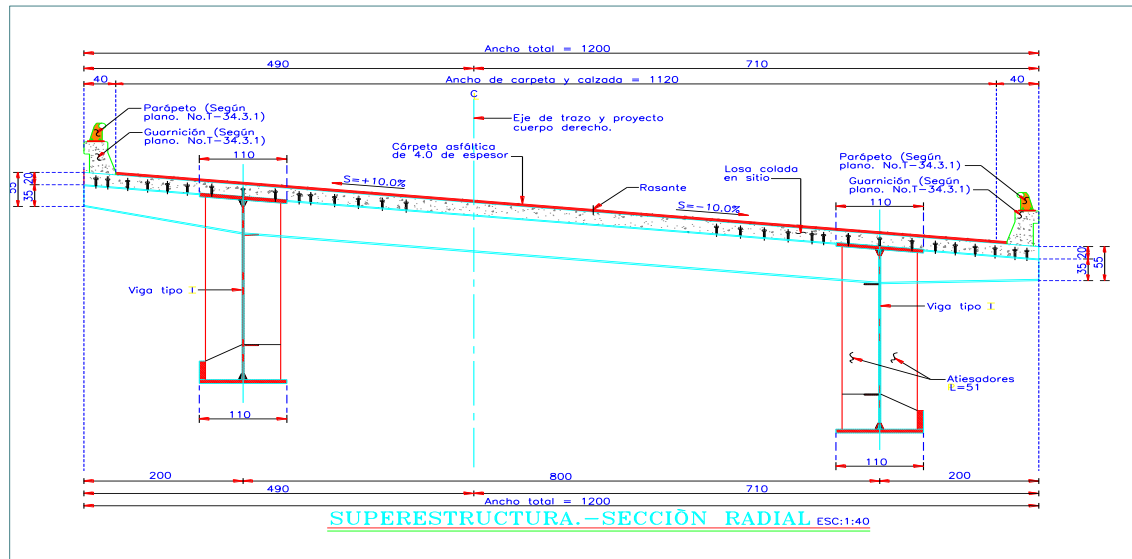 Ancho total = 1200
490
710
40
Ancho de carpeta y calzada = 1120
40
C
Parápeto (Según
plano. No.T-34.3.1)
Guarnición (Según
plano. No.T-34.3.1)
Eje de trazo y proyecto
cuerpo derecho.
110
Cárpeta asfáltica
de 4.0 de espesor
Losa colada
en sitio
Parápeto (Según
plano. No.T-34.3.1)
Guarnición (Según
plano. No.T-34.3.1)
S=+10.0%
Rasante
S=-10.0%
110
55
35
20
35
20
55
Viga tipo I
Viga tipo I
Atiesadores
L=51
110
110
200
800
200
490
710
Ancho total = 1200
SUPERESTRUCTURA.-SECCIÒN RADIAL ESC:1:40